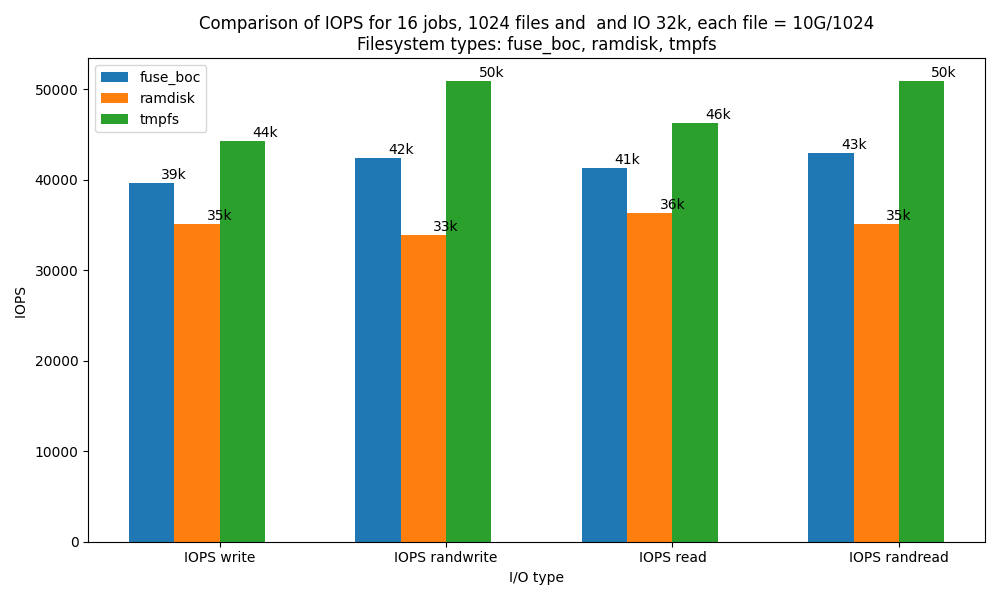 Comparison of IOPS for 16 jobs, 1024 files and  and IO 32k, each file = 10G/1024
Filesystem types: fuse_boc, ramdisk, tmpfs
fuse_boc
ramdisk
tmpfs
IOPS
50000
40000
30000
20000
10000
0
39k
35k
44k
42k
33k
50k
41k
36k
46k
43k
35k
50k
IOPS write
IOPS randwrite
IOPS read
IOPS randread
I/O type